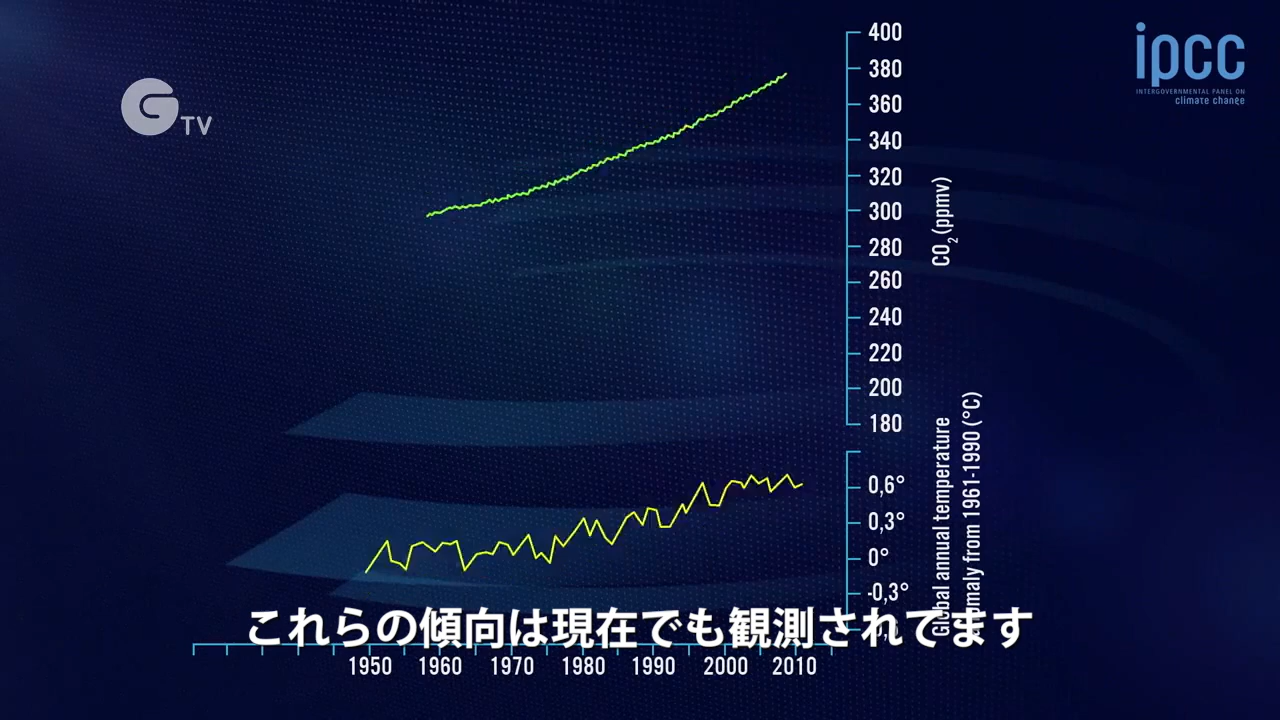 ipcc
INTERGOVERNMENTAL PANEL ON
climate change
G TV
400
380
360
340
320
300
280
260
240
220
200
180
CO2 (ppmv)
0,6°
0,3°
0°
-0,3°
Global annual temperature
anomaly from 1961-1990 (°C)
これらの傾向は現在でも観測されてます
1950 1960 1970 1980 1990 2000 2010